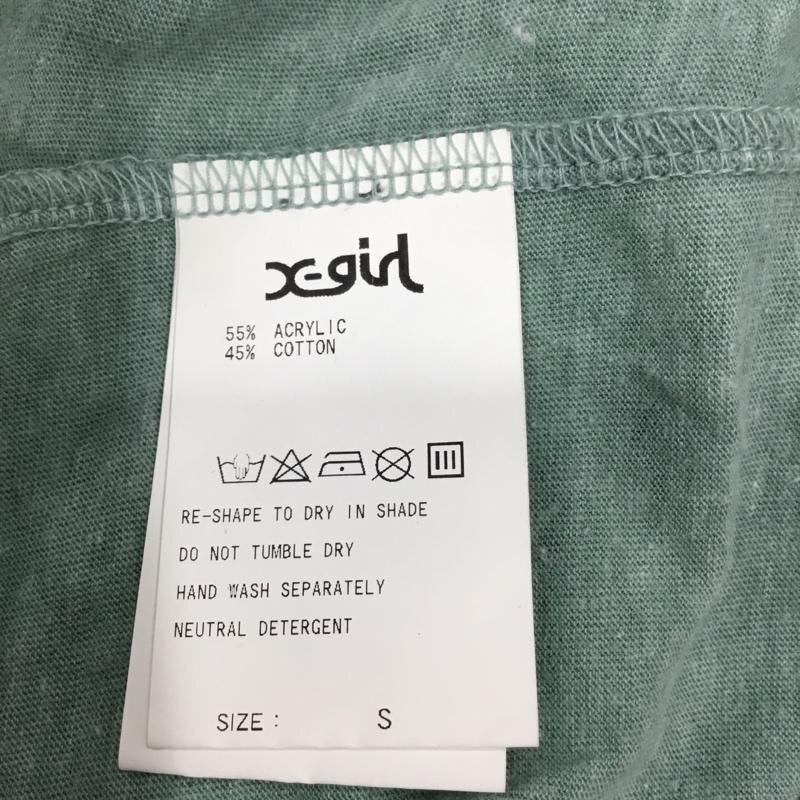 X-girl
55% ACRYLIC
45% COTTON
RE-SHAPE TO DRY IN SHADE
DO NOT TUMBLE DRY
HAND WASH SEPARATELY
NEUTRAL DETERGENT
SIZE : S